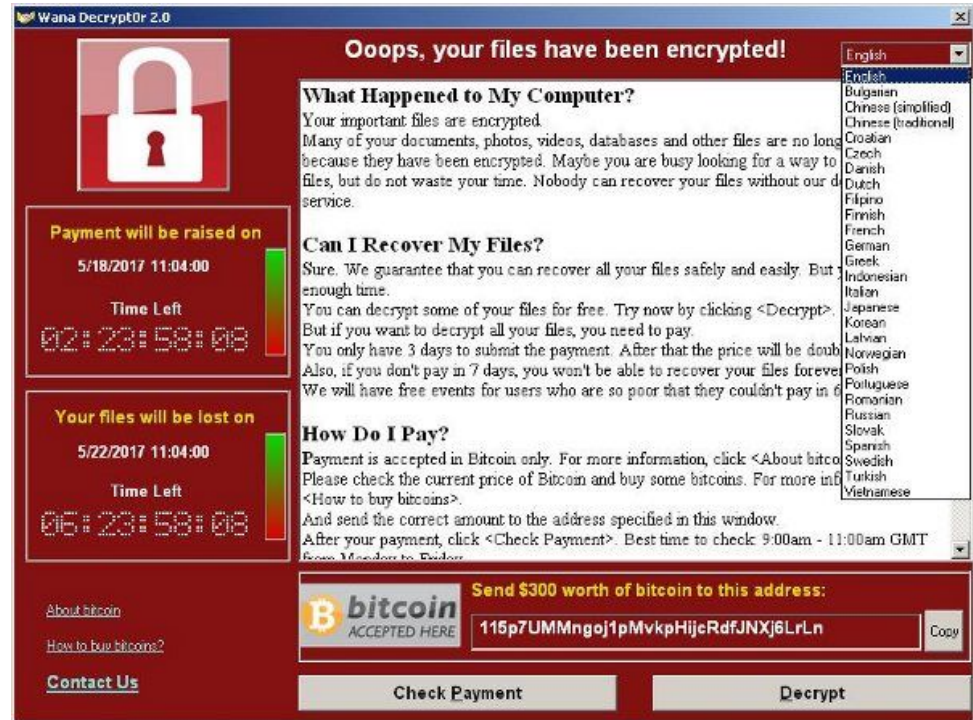 Wana Decrypt0r 2.0
Ooops, your files have been encrypted!
English
English
Bulgarian
Chinese (simplified)
Chinese (traditional)
Croatian
Czech
Danish
Dutch
Filipino
Finnish
French
German
Greek
Indonesian
Italian
Japanese
Korean
Latvian
Norwegian
Polish
Portuguese
Romanian
Russian
Slovak
Spanish
Swedish
Turkish
Vietnamese
Payment will be raised on
5/18/2017 11:04:00
Time Left
02:23:58:08
Your files will be lost on
5/22/2017 11:04:00
Time Left
06:23:58:08
About bitcoin
How to buy bitcoins?
Contact Us
What Happened to My Computer?
Your important files are encrypted.
Many of your documents, photos, videos, databases and other files are no long
because they have been encrypted. Maybe you are busy looking for a way to
files, but do not waste your time. Nobody can recover your files without our d
service.
Can I Recover My Files?
Sure. We guarantee that you can recover all your files safely and easily. But
enough time.
You can decrypt some of your files for free. Try now by clicking <Decrypt>.
But if you want to decrypt all your files, you need to pay.
You only have 3 days to submit the payment. After that the price will be doub
Also, if you don't pay in 7 days, you won't be able to recover your files forever
We will have free events for users who are so poor that they couldn't pay in 6
How Do I Pay?
Payment is accepted in Bitcoin only. For more information, click <About bitco
Please check the current price of Bitcoin and buy some bitcoins. For more inf
<How to buy bitcoins>.
And send the correct amount to the address specified in this window.
After your payment, click <Check Payment>. Best time to check: 9:00am - 11:00am GMT
from Monday to Friday
bitcoin
ACCEPTED HERE
Send $300 worth of bitcoin to this address:
115p7UMMngoj1pMvkpHijcRdfJNXj6LrLn
Copy
Check Payment
Decrypt